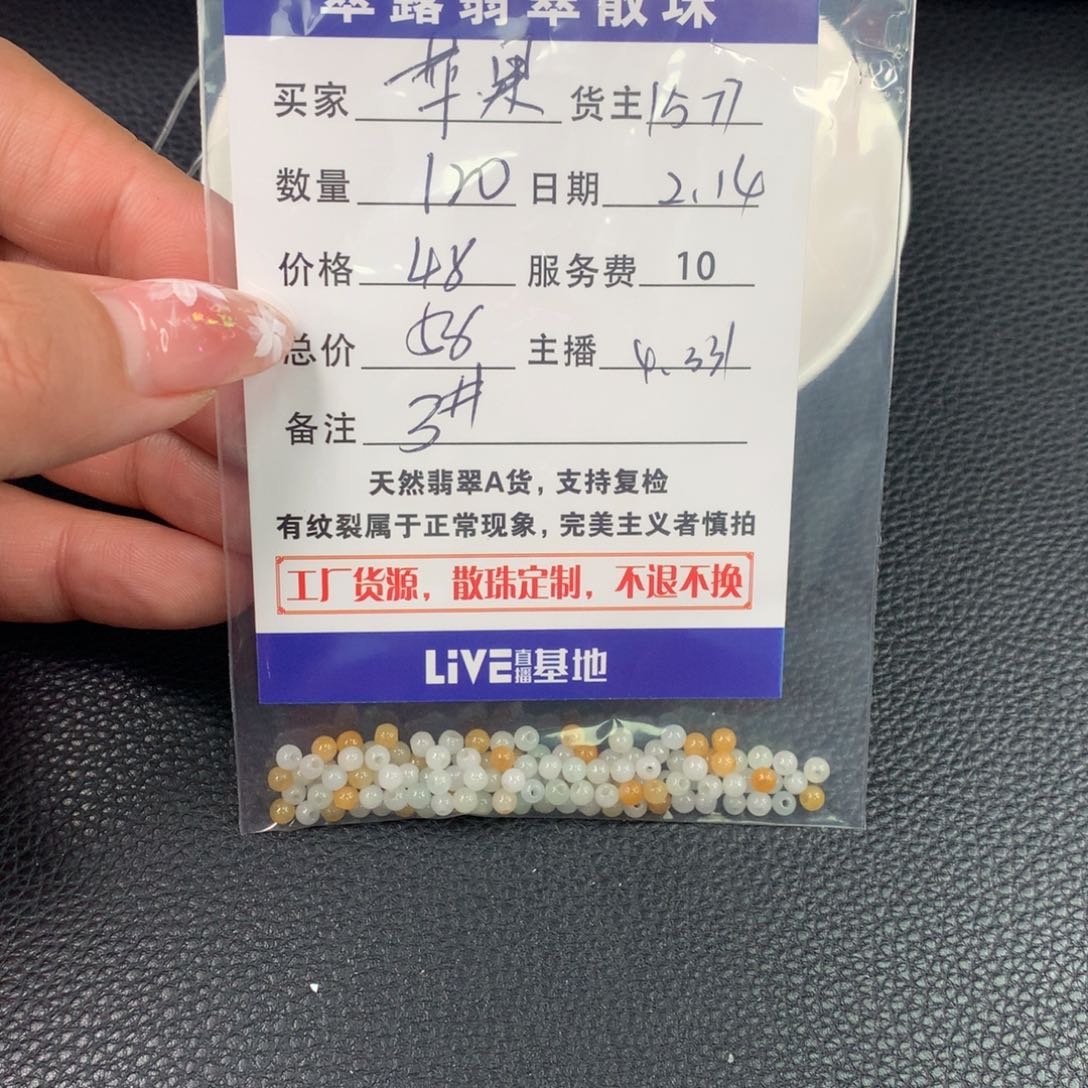 翠露翡翠散珠
买家 苹果 货主 1577
数量 120 日期 2.14
价格 48 服务费 10
总价 58 主播 4.331
备注 3#
天然翡翠A货，支持复检
有纹裂属于正常现象，完美主义者慎拍
工厂货源，散珠定制，不退不换
LiVE直播基地